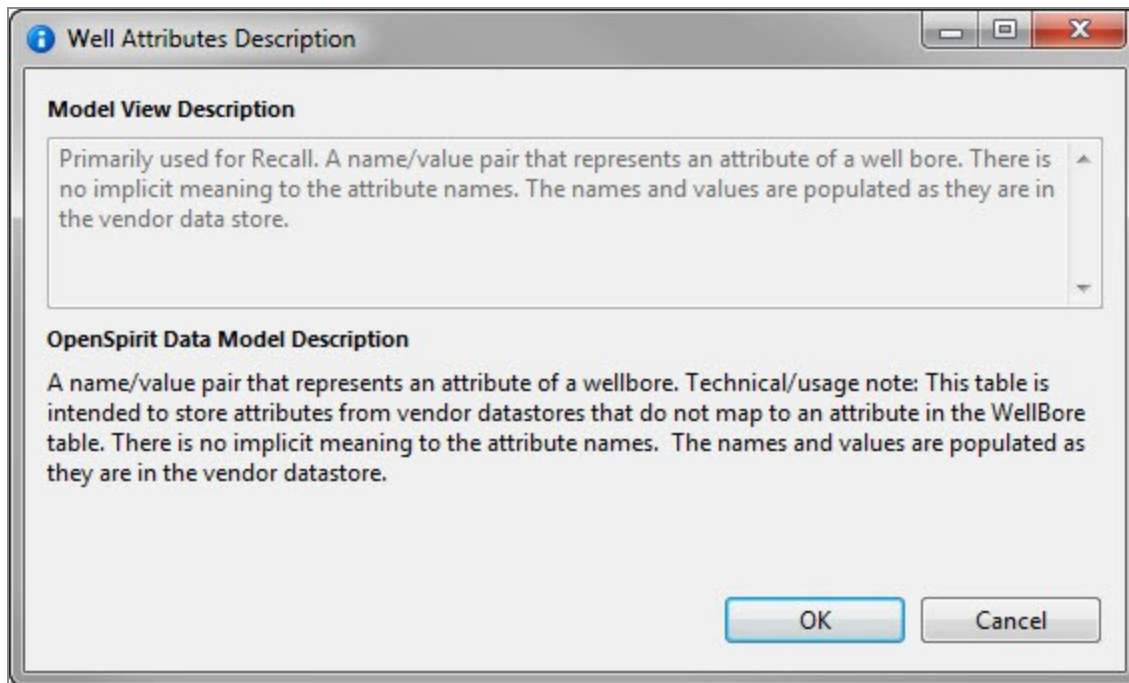 Well Attributes Description
Model View Description
Primarily used for Recall. A name/value pair that represents an attribute of a well bore. There is
no implicit meaning to the attribute names. The names and values are populated as they are in
the vendor data store.
OpenSpirit Data Model Description
A name/value pair that represents an attribute of a wellbore. Technical/usage note: This table is
intended to store attributes from vendor datastores that do not map to an attribute in the WellBore
table. There is no implicit meaning to the attribute names.  The names and values are populated as
they are in the vendor datastore.
OK
Cancel